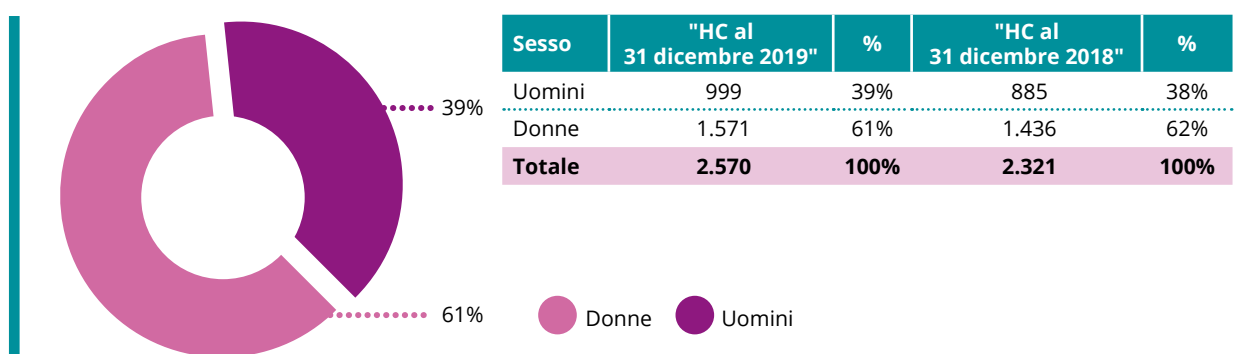 39%
61%
Sesso "HC al 31 dicembre 2019" % "HC al 31 dicembre 2018" %
Uomini 999 39% 885 38%
Donne 1.571 61% 1.436 62%
Totale 2.570 100% 2.321 100%
Donne Uomini